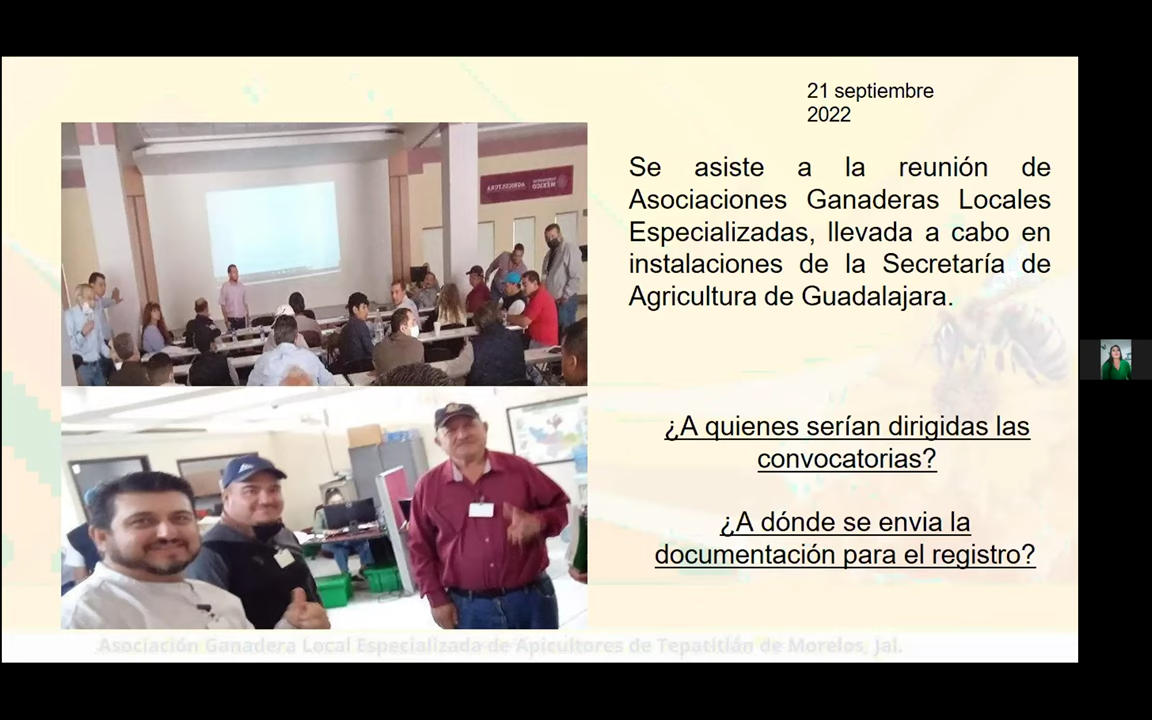 21 septiembre
2022
Se asiste a la reunión de
Asociaciones Ganaderas Locales
Especializadas, llevada a cabo en
instalaciones de la Secretaría de
Agricultura de Guadalajara.
AGRICULTURA
MÉXICO
¿A quienes serían dirigidas las
convocatorias?
¿A dónde se envia la
documentación para el registro?
Asociación Ganadera Local Especializada de Apicultores de Tepatitlán de Morelos, Jal.